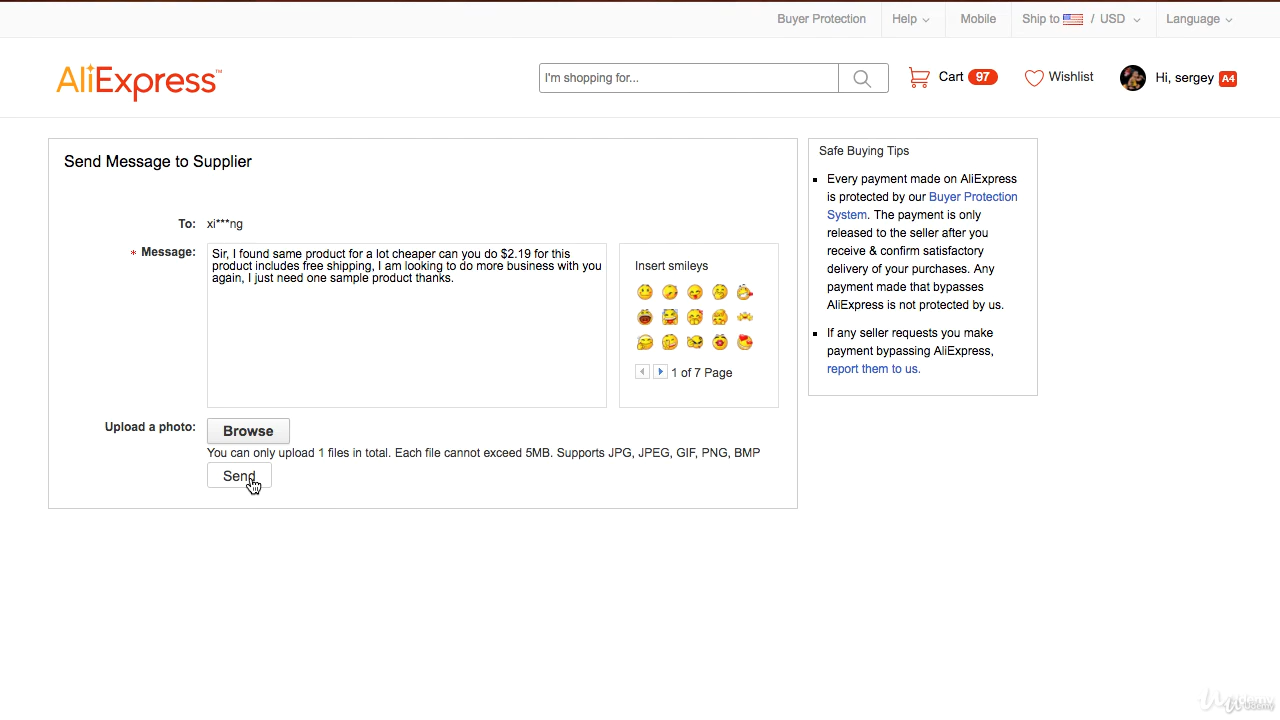 Buyer Protection
Help
Mobile
Ship to / USD
Language
AliExpress™
I'm shopping for...
Cart 97
Wishlist
Hi, sergey A4
Send Message to Supplier
To: xi***ng
* Message:
Sir, I found same product for a lot cheaper can you do $2.19 for this
product includes free shipping, I am looking to do more business with you
again, I just need one sample product thanks.
Insert smileys
1 of 7 Page
Upload a photo:
Browse
You can only upload 1 files in total. Each file cannot exceed 5MB. Supports JPG, JPEG, GIF, PNG, BMP
Send
Safe Buying Tips
Every payment made on AliExpress
is protected by our Buyer Protection
System. The payment is only
released to the seller after you
receive & confirm satisfactory
delivery of your purchases. Any
payment made that bypasses
AliExpress is not protected by us.
If any seller requests you make
payment bypassing AliExpress,
report them to us.
Udemy